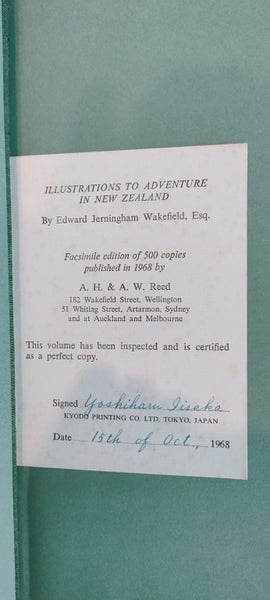 ILLUSTRATIONS TO ADVENTURE
IN NEW ZEALAND
By Edward Jerningham Wakefield, Esq.
Facsimile edition of 500 copies
published in 1968 by
A. H. & A. W. Reed
182 Wakefield Street, Wellington
51 Whiting Street, Artarmon, Sydney
and at Auckland and Melbourne
This volume has been inspected and is certified
as a perfect copy.
Signed Yoshiharu Iisaka
KYODO PRINTING CO. LTD, TOKYO, JAPAN
Date 15th of Oct., 1968